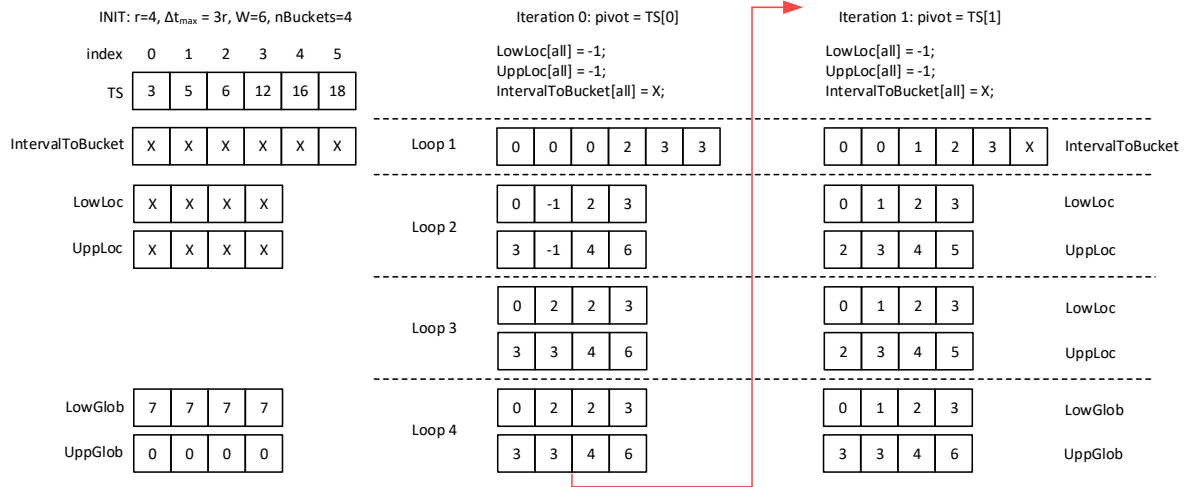 INIT: r=4, Δtmax = 3r, W=6, nBuckets=4
index 0 1 2 3 4 5
TS 3 5 6 12 16 18
IntervalToBucket X X X X X X
LowLoc X X X X
UppLoc X X X X
LowGlob 7 7 7 7
UppGlob 0 0 0 0
Iteration 0: pivot = TS[0]
LowLoc[all] = -1;
UppLoc[all] = -1;
IntervalToBucket[all] = X;
Loop 1
0 0 0 2 3 3
Loop 2
0 -1 2 3
3 -1 4 6
Loop 3
0 2 2 3
3 3 4 6
Loop 4
0 2 2 3
3 3 4 6
Iteration 1: pivot = TS[1]
LowLoc[all] = -1;
UppLoc[all] = -1;
IntervalToBucket[all] = X;
0 0 1 2 3 X IntervalToBucket
0 1 2 3 LowLoc
2 3 4 5 UppLoc
0 1 2 3 LowLoc
2 3 4 5 UppLoc
0 1 2 3 LowGlob
3 3 4 6 UppGlob